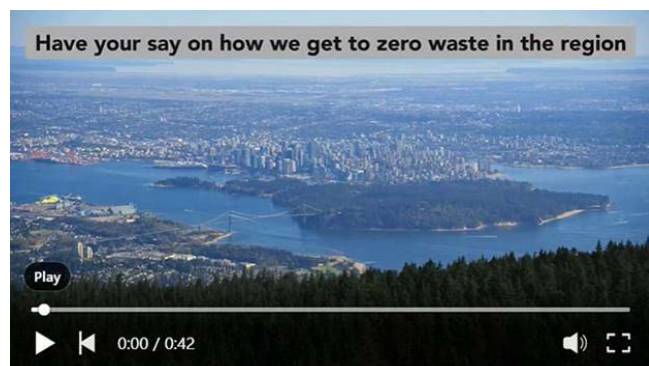 Have your say on how we get to zero waste in the region
Play
0:00 / 0:42